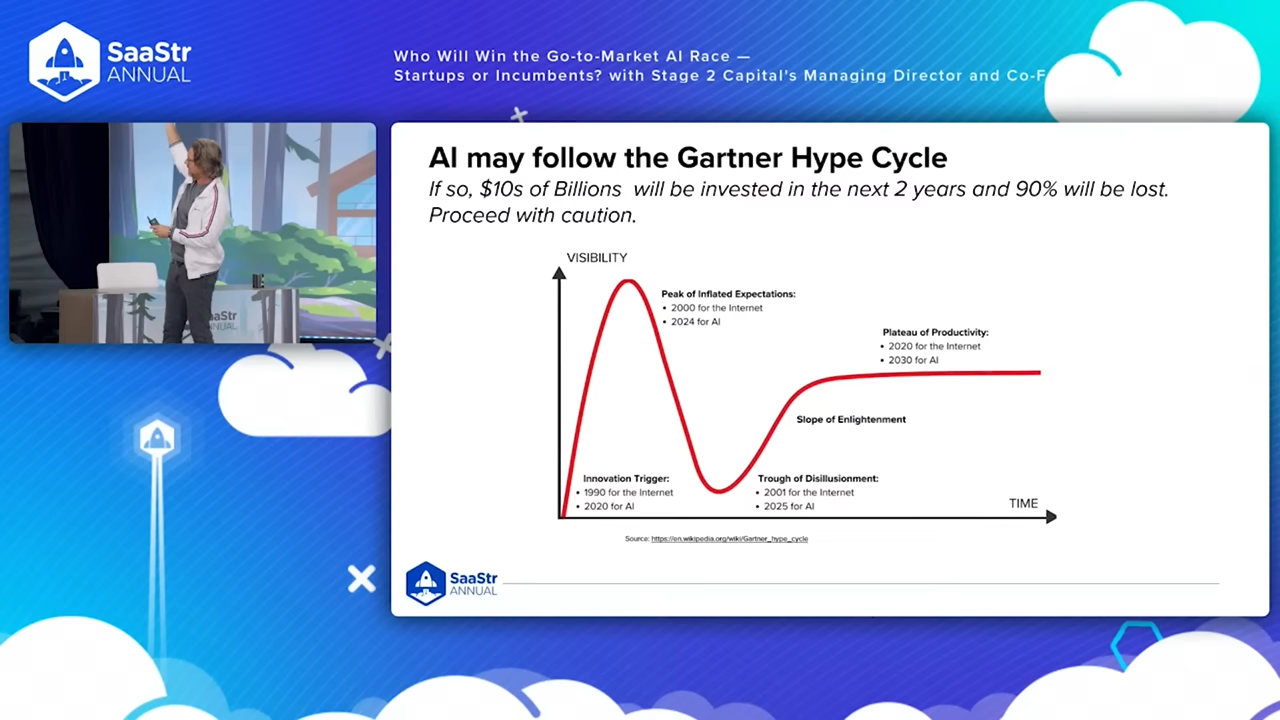 SaaStr
ANNUAL
Who Will Win the Go-to-Market AI Race —
Startups or Incumbents? with Stage 2 Capital's Managing Director and Co-F
SaaStr
ANNUAL
AI may follow the Gartner Hype Cycle
If so, $10s of Billions will be invested in the next 2 years and 90% will be lost.
Proceed with caution.
VISIBILITY
Peak of Inflated Expectations:
• 2000 for the Internet
• 2024 for AI
Plateau of Productivity:
• 2020 for the Internet
• 2030 for AI
Slope of Enlightenment
Innovation Trigger:
• 1990 for the Internet
• 2020 for AI
Trough of Disillusionment:
• 2001 for the Internet
• 2025 for AI
TIME
Source: https://en.wikipedia.org/wiki/Gartner_hype_cycle
SaaStr
ANNUAL